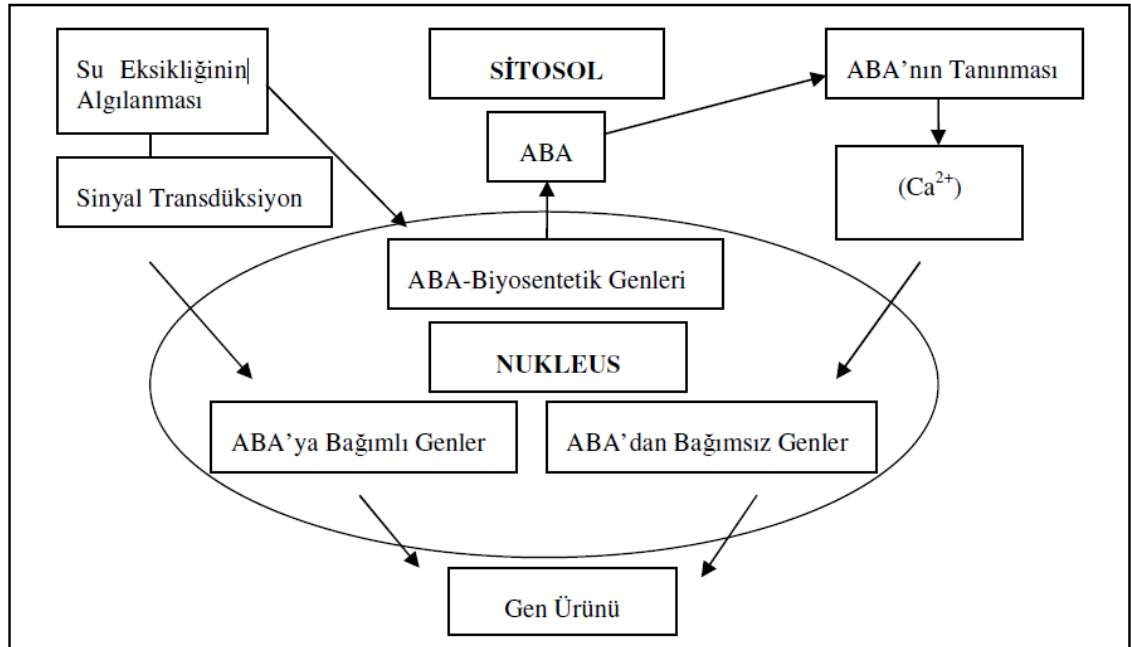 Su Eksikliğinin
Algılanması
SİTOSOL
ABA’nın Tanınması
ABA
Sinyal Transdüksiyon
(Ca²⁺)
ABA-Biyosentetik Genleri
NUKLEUS
ABA’ya Bağımlı Genler
ABA’dan Bağımsız Genler
Gen Ürünü